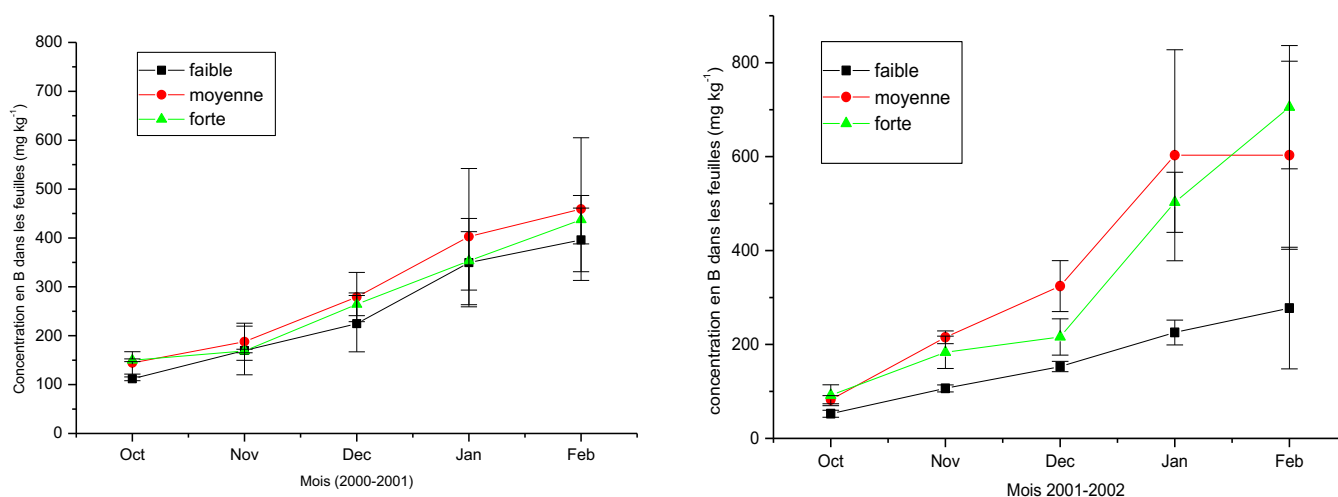 Concentration en B dans les feuilles (mg kg-1)
800
700
600
500
400
300
200
100
0
faible
moyenne
forte
Oct Nov Dec Jan Feb
Mois (2000-2001)
concentration en B dans les feuilles (mg kg-1)
800
600
400
200
0
faible
moyenne
forte
Oct Nov Dec Jan Feb
Mois 2001-2002